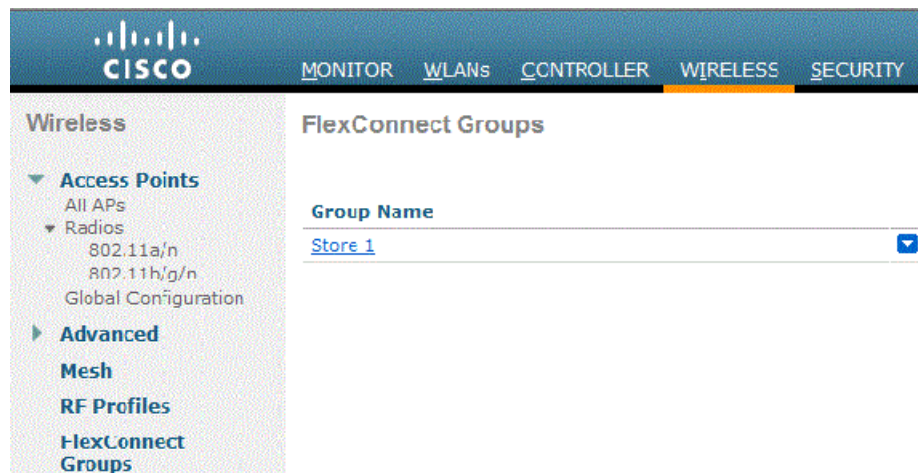 CISCO
MONITOR WLANs CONTROLLER WIRELESS SECURITY
Wireless
Access Points
All APs
Radios
802.11a/n
802.11b/g/n
Global Configuration
Advanced
Mesh
RF Profiles
FlexConnect
Groups
FlexConnect Groups
Group Name
Store 1